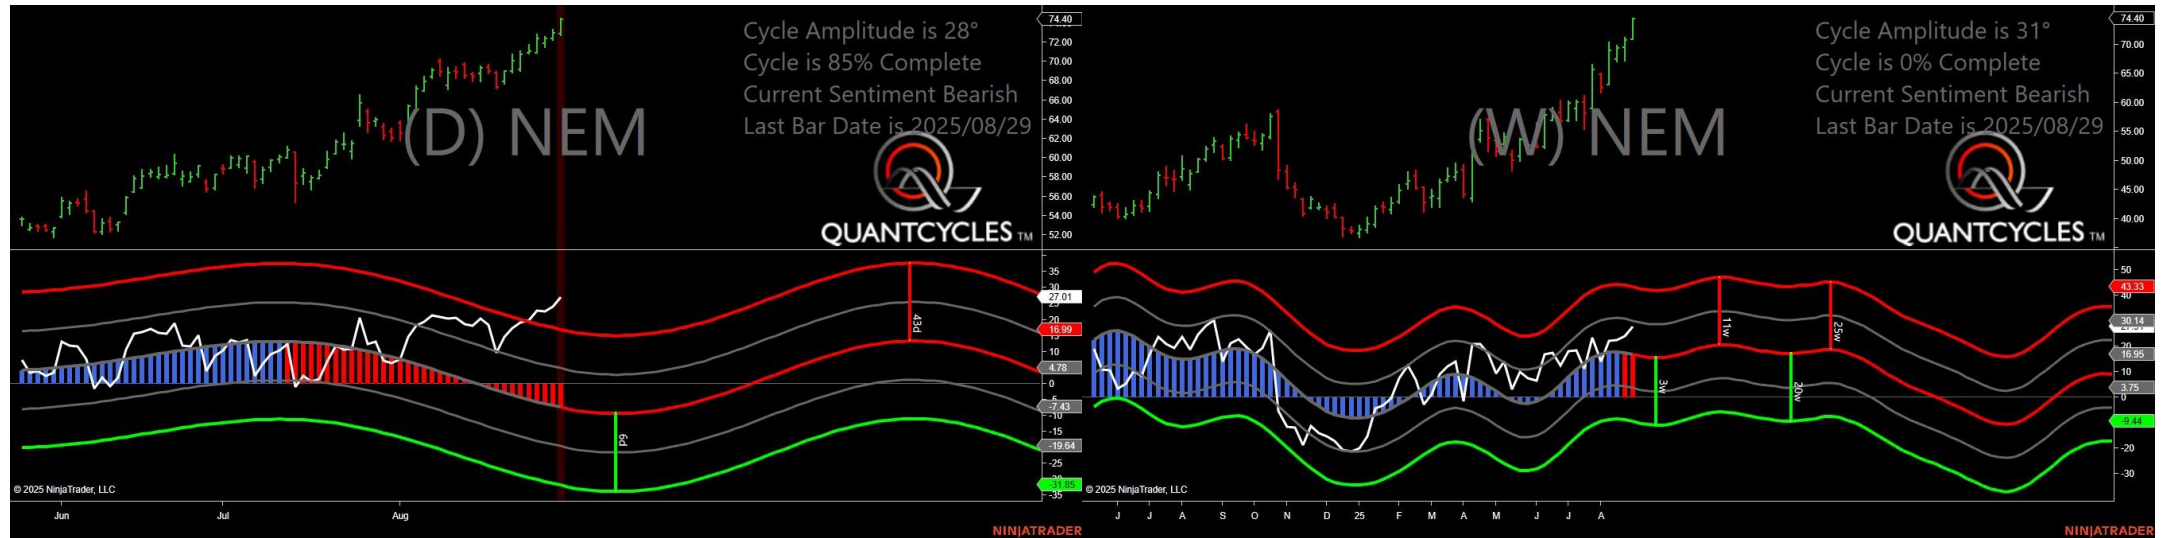 Cycle Amplitude is 28°
Cycle is 85% Complete
Current Sentiment Bearish
Last Bar Date is 2025/08/29
(D) NEM
QUANTCYCLES TM
74.40
72.00
70.00
68.00
66.00
64.00
62.00
60.00
58.00
56.00
54.00
52.00
35
30
27.01
20
16.99
10
4.78
0
-7.43
-15
-19.64
-25
-31.85
-35
43d
6d
© 2025 NinjaTrader, LLC
Jun Jul Aug
NINJATRADER
Cycle Amplitude is 31°
Cycle is 0% Complete
Current Sentiment Bearish
Last Bar Date is 2025/08/29
(W) NEM
QUANTCYCLES TM
74.40
70.00
65.00
60.00
55.00
50.00
45.00
40.00
50
43.33
40
30.14
20
16.95
10
3.75
0
-9.44
-20
-30
11w
25w
3w
20w
© 2025 NinjaTrader, LLC
J J A S O N D 25 F M A M J J A
NINJATRADER